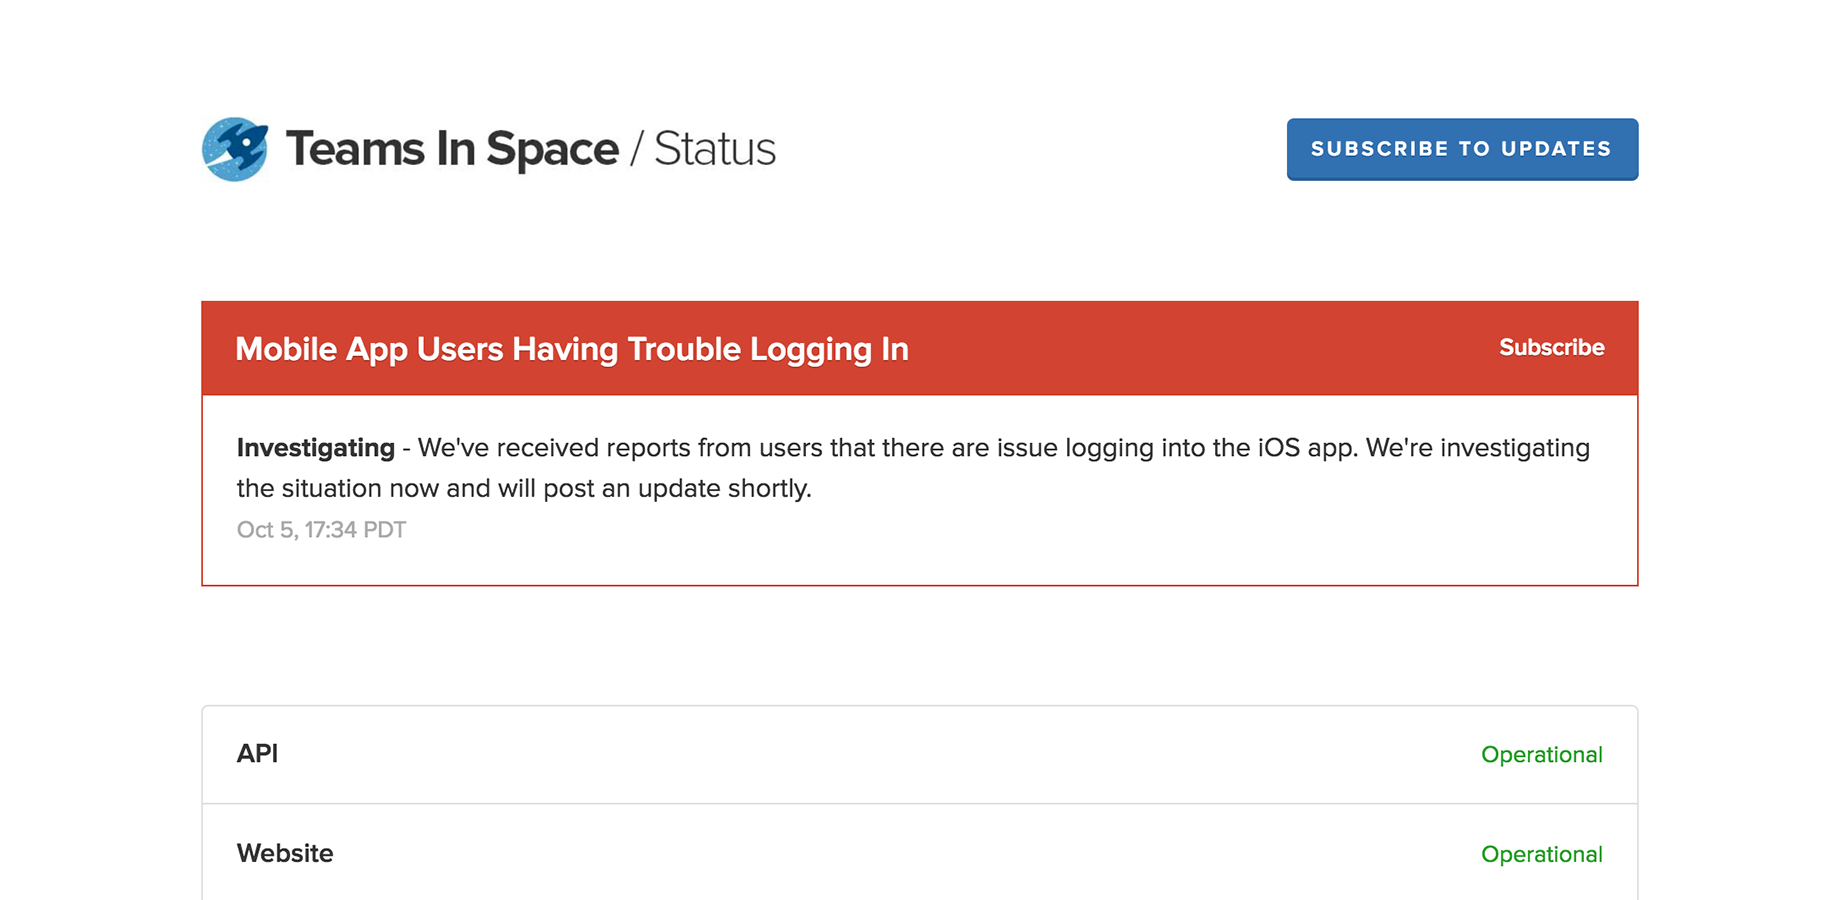 Teams In Space / Status
SUBSCRIBE TO UPDATES
Mobile App Users Having Trouble Logging In
Subscribe
Investigating - We've received reports from users that there are issue logging into the iOS app. We're investigating
the situation now and will post an update shortly.
Oct 5, 17:34 PDT
API
Operational
Website
Operational